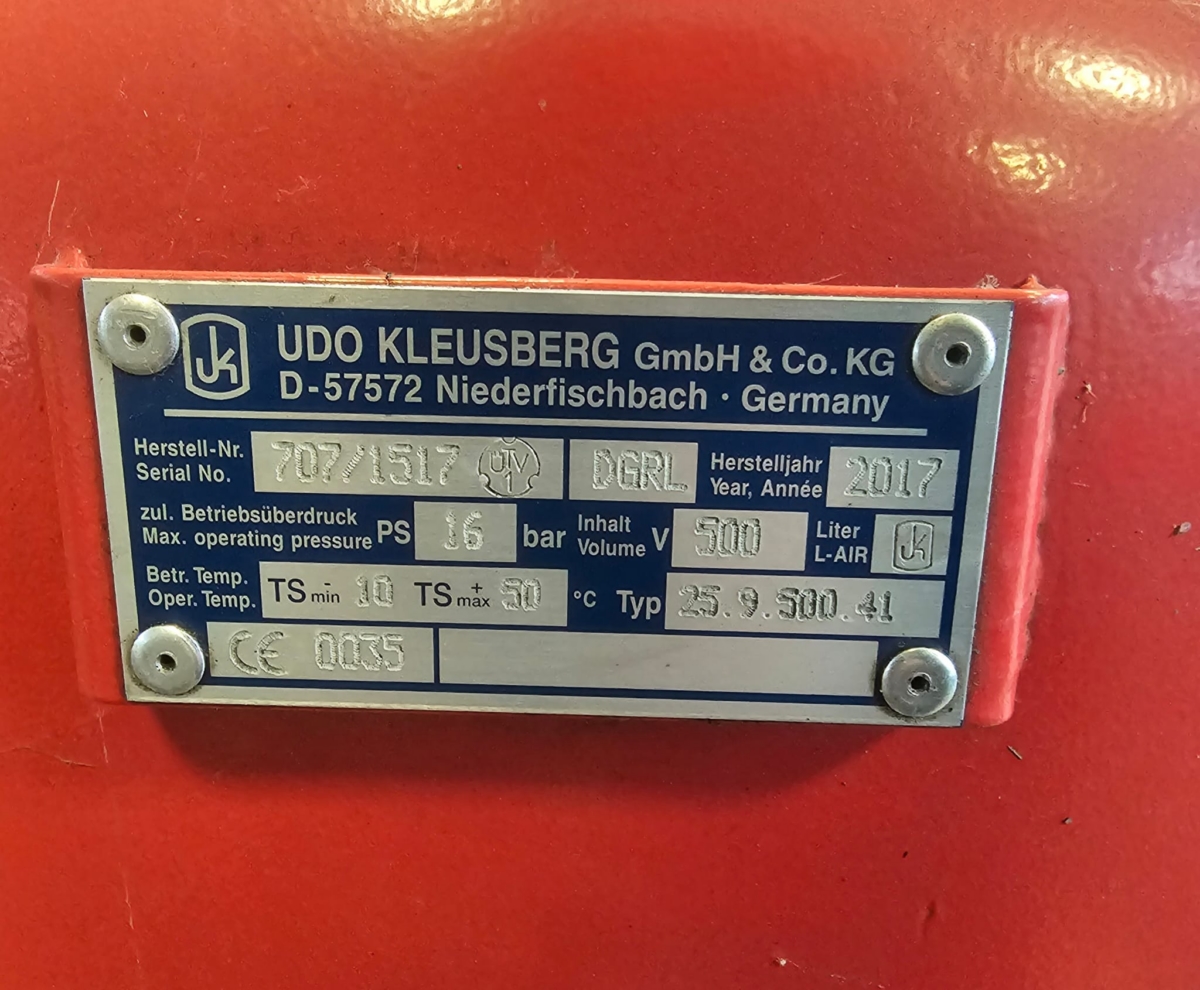 JK UDO KLEUSBERG GmbH & Co. KG
D-57572 Niederfischbach · Germany
Herstell-Nr. 707/1517 DGRL Herstelljahr 2017
Serial No. Year, Année
zul. Betriebsüberdruck PS 16 bar Inhalt V 500 Liter JK
Max. operating pressure Volume L-AIR
Betr. Temp. TS min - 10 TS max + 50 °C Typ 25.9.500.41
Oper. Temp.
CE 0035